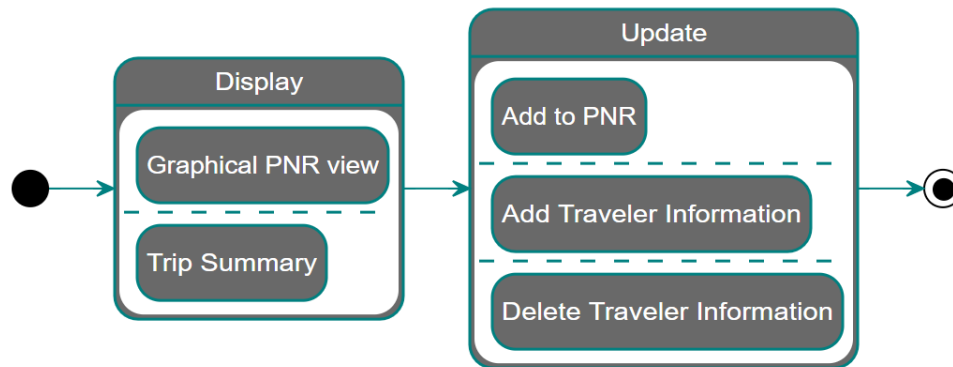 Display
Graphical PNR view
Trip Summary
Update
Add to PNR
Add Traveler Information
Delete Traveler Information